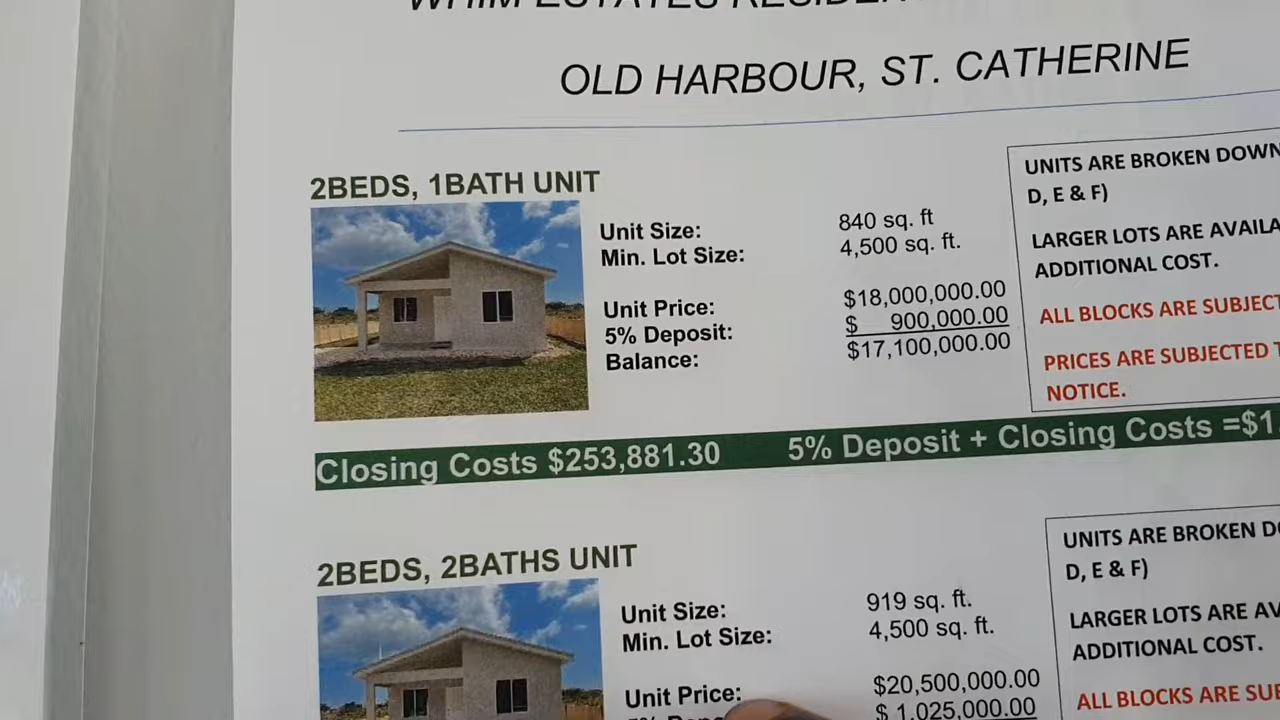 WHIM ESTATES
OLD HARBOUR, ST. CATHERINE
2BEDS, 1BATH UNIT
Unit Size: 840 sq. ft
Min. Lot Size: 4,500 sq. ft.
Unit Price: $18,000,000.00
5% Deposit: $ 900,000.00
Balance: $17,100,000.00
UNITS ARE BROKEN DOWN
D, E & F)
LARGER LOTS ARE
ADDITIONAL COST.
ALL BLOCKS ARE
PRICES ARE SUBJECTED
NOTICE.
Closing Costs $253,881.30 5% Deposit + Closing Costs =$1
2BEDS, 2BATHS UNIT
Unit Size: 919 sq. ft.
Min. Lot Size: 4,500 sq. ft.
Unit Price: $20,500,000.00
5% $ 1,025,000.00
UNITS ARE BROKEN
D, E & F)
LARGER LOTS ARE
ADDITIONAL COST.
ALL BLOCKS ARE